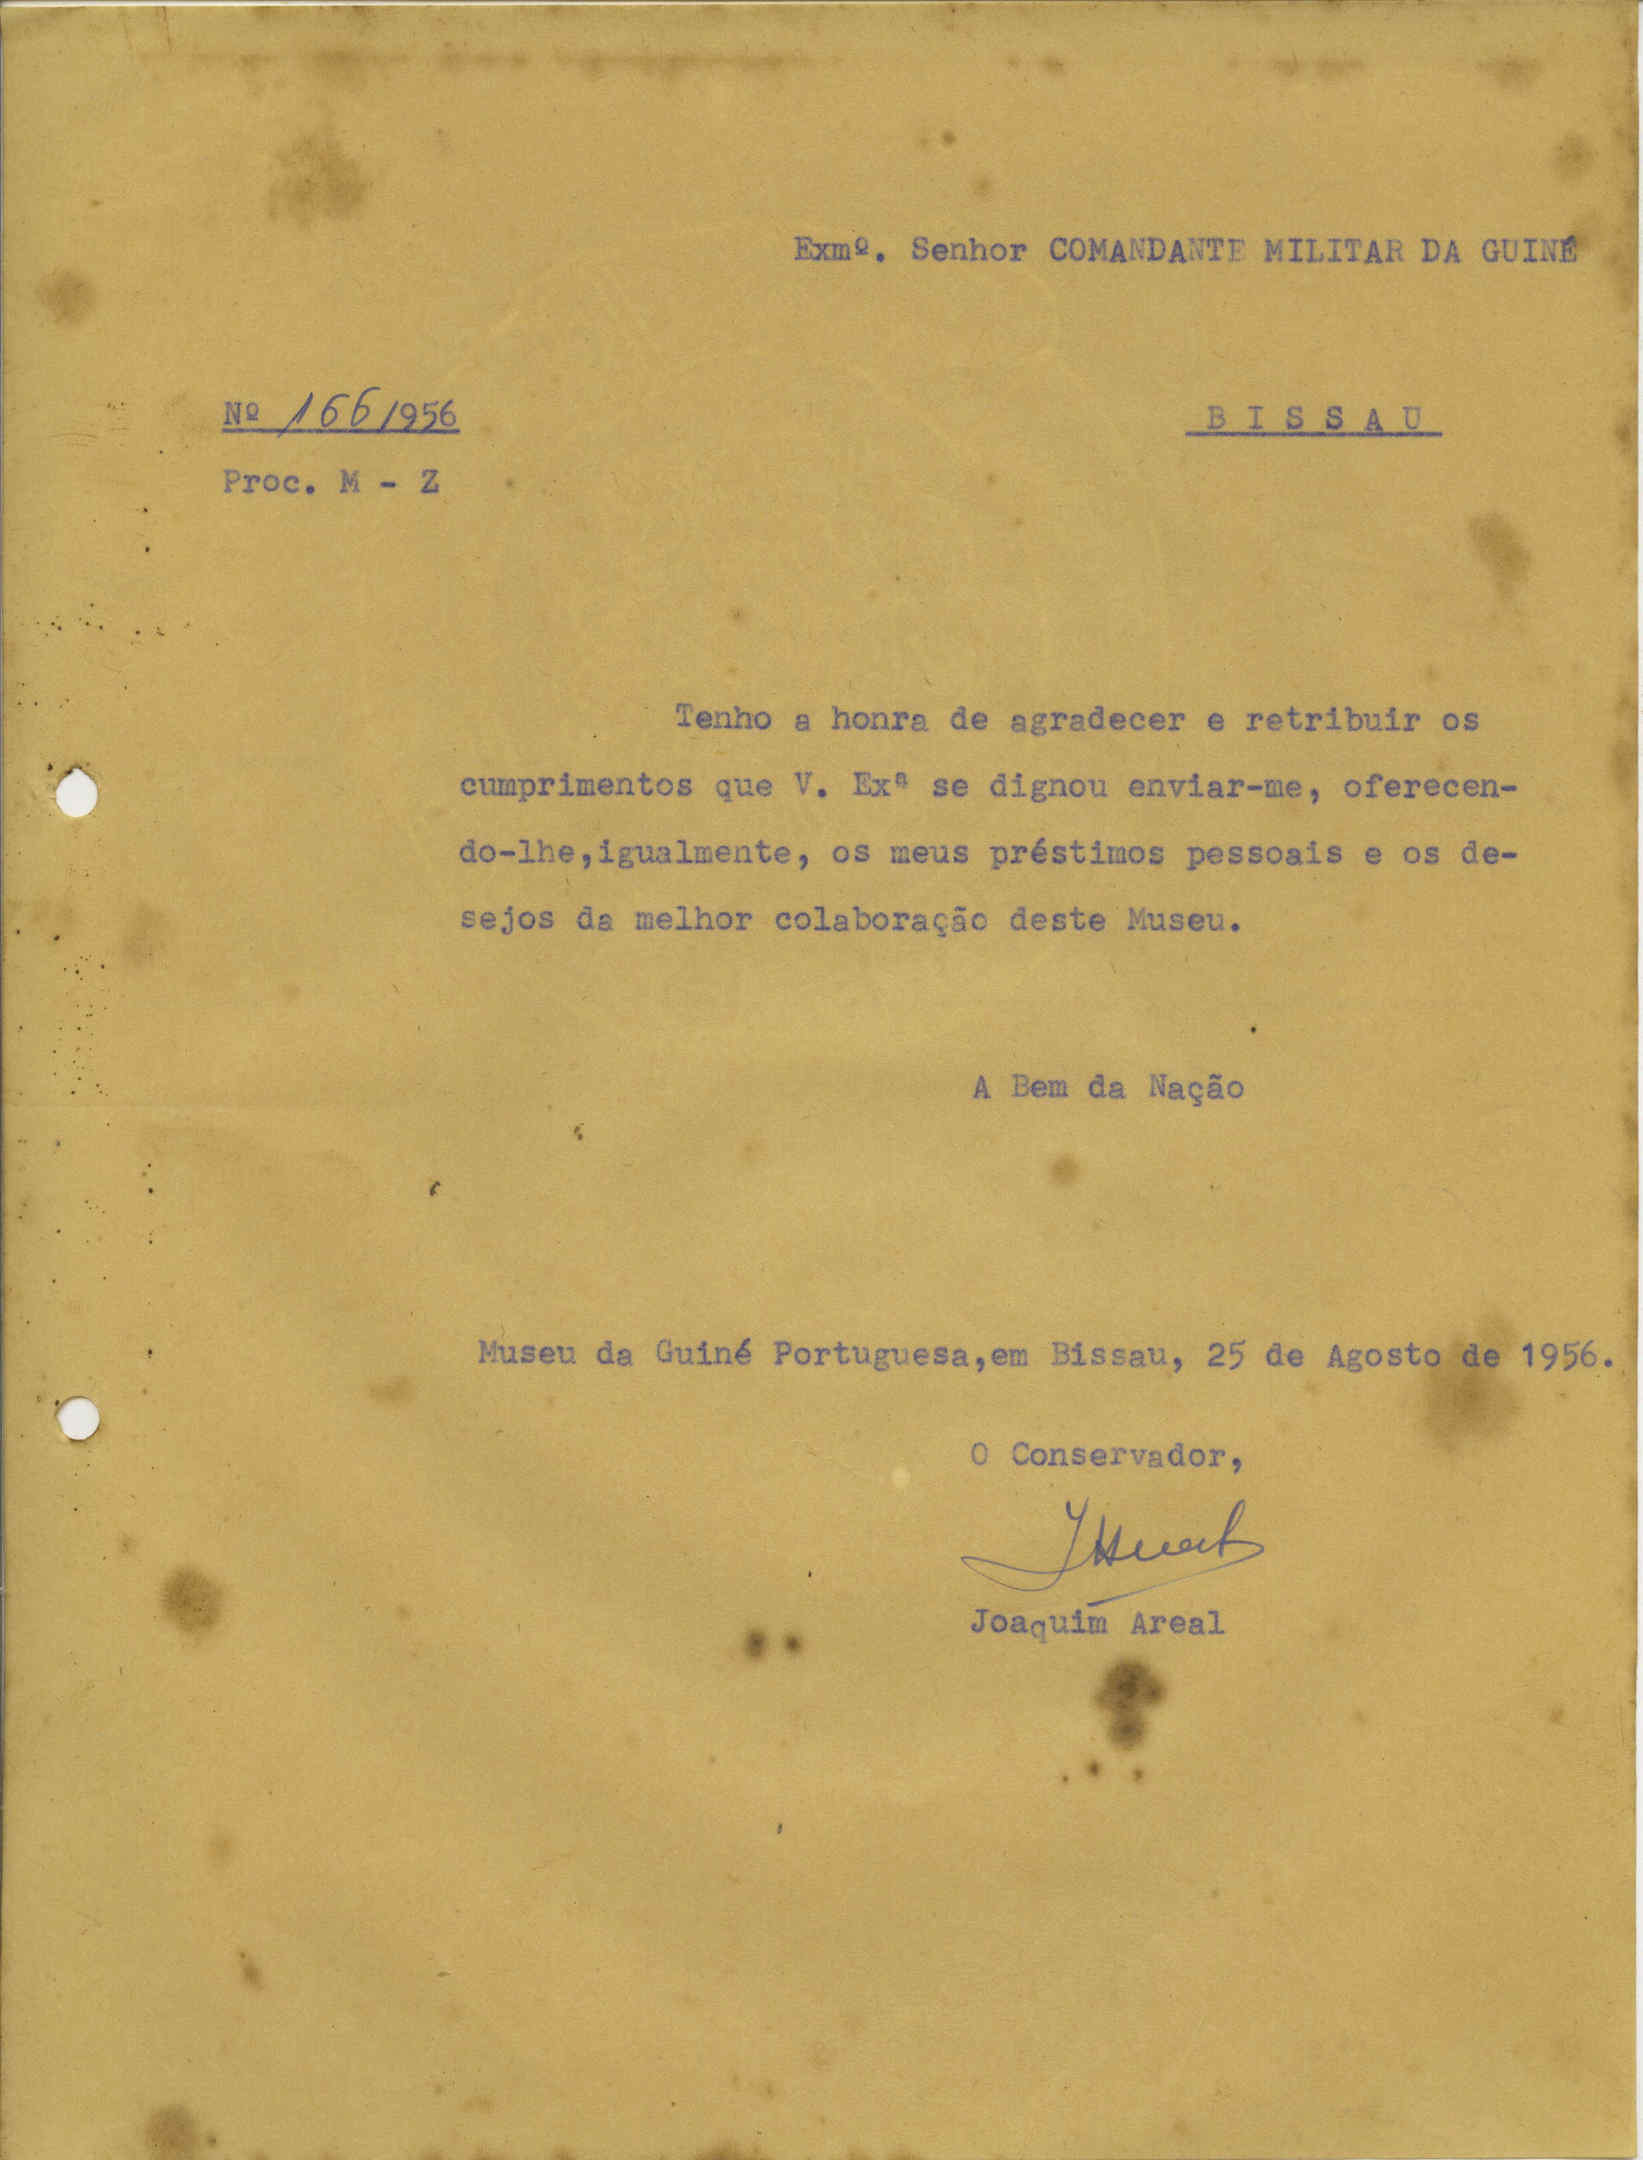 Exmº. Senhor COMANDANTE MILITAR DA GUINÉ
Nº 166/956
B I S S A U
Proc. M - Z
Tenho a honra de agradecer e retribuir os
cumprimentos que V. Exª se dignou enviar-me, oferecen-
do-lhe,igualmente, os meus préstimos pessoais e os de-
sejos da melhor colaboração deste Museu.
A Bem da Nação
Museu da Guiné Portuguesa,em Bissau, 25 de Agosto de 1956.
O Conservador,
Joaquim Areal